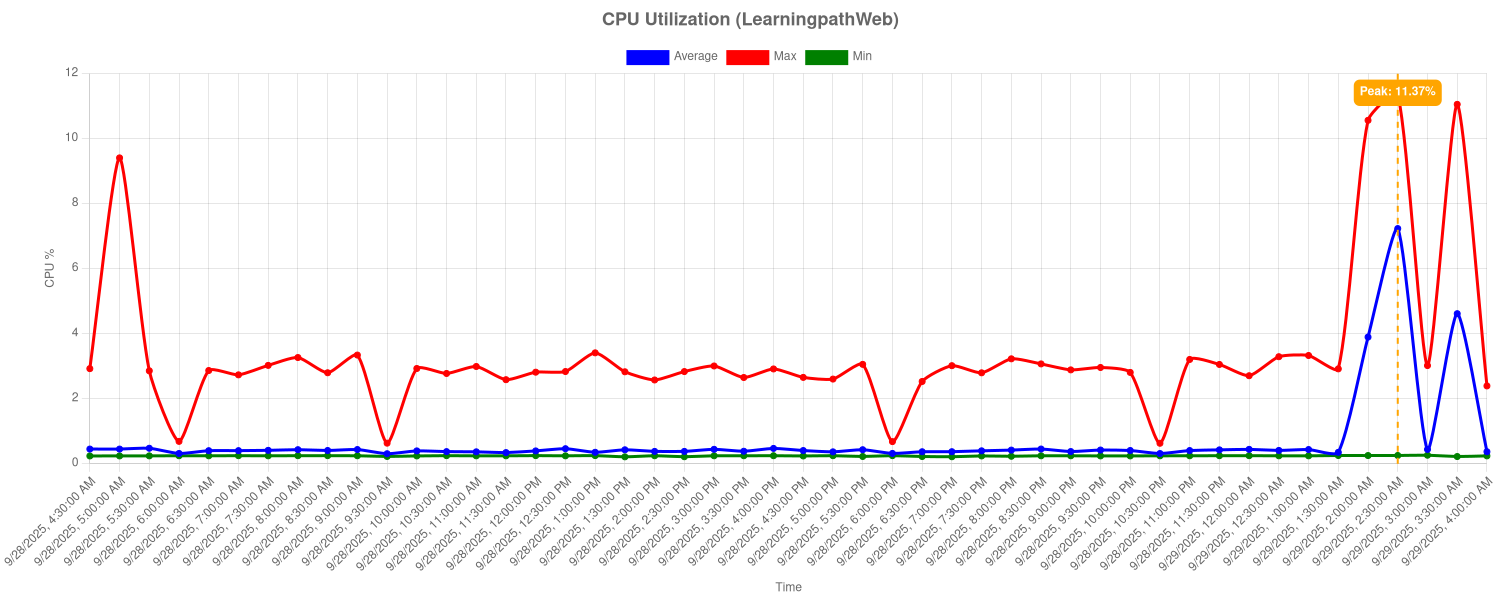 CPU Utilization (LearningpathWeb)
Average Max Min
12
Peak: 11.37%
10
8
6
4
2
0
CPU %
9/28/2025, 4:30:00 AM
9/28/2025, 5:00:00 AM
9/28/2025, 5:30:00 AM
9/28/2025, 6:00:00 AM
9/28/2025, 6:30:00 AM
9/28/2025, 7:00:00 AM
9/28/2025, 7:30:00 AM
9/28/2025, 8:00:00 AM
9/28/2025, 8:30:00 AM
9/28/2025, 9:00:00 AM
9/28/2025, 9:30:00 AM
9/28/2025, 10:00:00 AM
9/28/2025, 10:30:00 AM
9/28/2025, 11:00:00 AM
9/28/2025, 11:30:00 AM
9/28/2025, 12:00:00 PM
9/28/2025, 12:30:00 PM
9/28/2025, 1:00:00 PM
9/28/2025, 1:30:00 PM
9/28/2025, 2:00:00 PM
9/28/2025, 2:30:00 PM
9/28/2025, 3:00:00 PM
9/28/2025, 3:30:00 PM
9/28/2025, 4:00:00 PM
9/28/2025, 4:30:00 PM
9/28/2025, 5:00:00 PM
9/28/2025, 5:30:00 PM
9/28/2025, 6:00:00 PM
9/28/2025, 6:30:00 PM
9/28/2025, 7:00:00 PM
9/28/2025, 7:30:00 PM
9/28/2025, 8:00:00 PM
9/28/2025, 8:30:00 PM
9/28/2025, 9:00:00 PM
9/28/2025, 9:30:00 PM
9/28/2025, 10:00:00 PM
9/28/2025, 10:30:00 PM
9/28/2025, 11:00:00 PM
9/28/2025, 11:30:00 PM
9/29/2025, 12:00:00 AM
9/29/2025, 12:30:00 AM
9/29/2025, 1:00:00 AM
9/29/2025, 1:30:00 AM
9/29/2025, 2:00:00 AM
9/29/2025, 2:30:00 AM
9/29/2025, 3:00:00 AM
9/29/2025, 3:30:00 AM
9/29/2025, 4:00:00 AM
Time